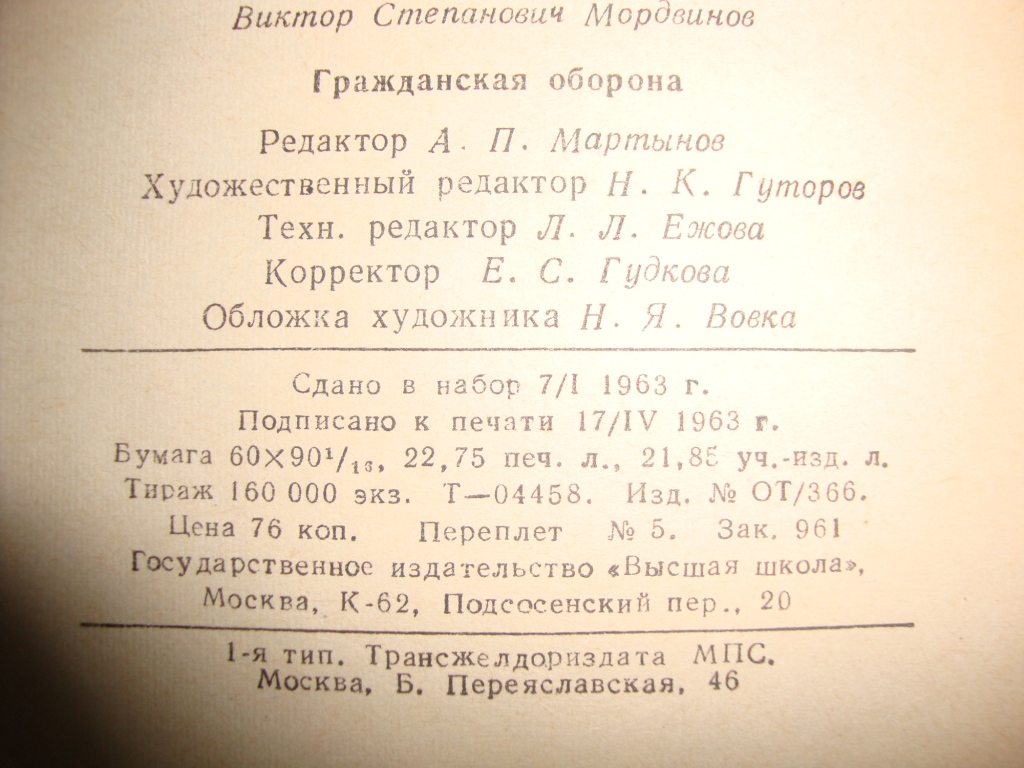 Виктор Степанович Мордвинов
Гражданская оборона
Редактор А. П. Мартынов
Художественный редактор Н. К. Гуторов
Техн. редактор Л. Л. Ежова
Корректор Е. С. Гудкова
Обложка художника Н. Я. Вовка
Сдано в набор 7/I 1963 г.
Подписано к печати 17/IV 1963 г.
Бумага 60×90¹/₁₆, 22,75 печ. л., 21,85 уч.-изд. л.
Тираж 160 000 экз. Т—04458. Изд. № ОТ/366.
Цена 76 коп. Переплет № 5. Зак. 961
Государственное издательство «Высшая школа»,
Москва, К-62, Подсосенский пер., 20
1-я тип. Трансжелдориздата МПС.
Москва, Б. Переяславская, 46